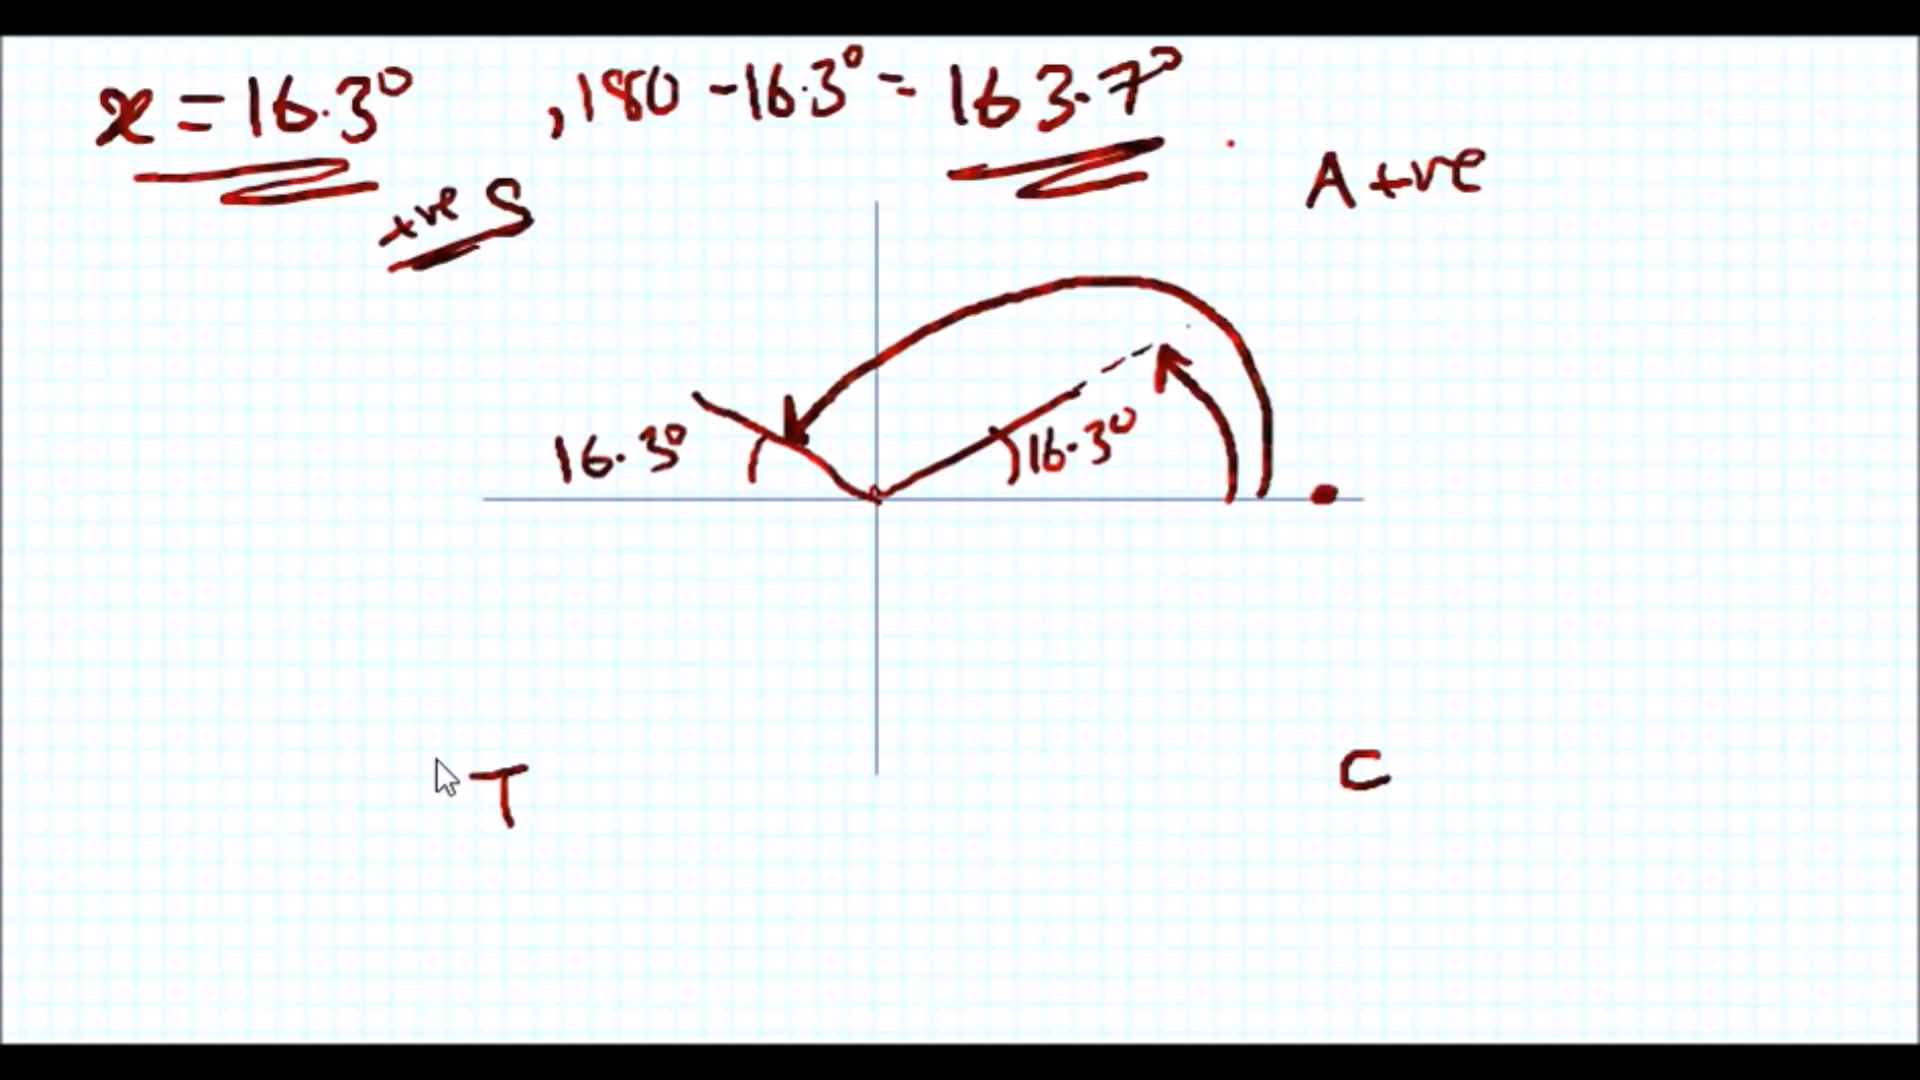 x = 16.3° , 180 - 16.3° = 163.7°
+ve S
A +ve
16.3°
16.3°
T
C